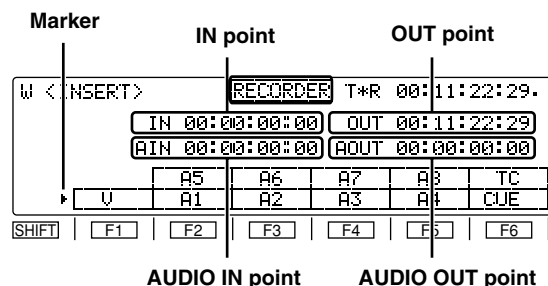 Marker
IN point
OUT point
W <INSERT> RECORDER T*R 00:11:22:29.
IN 00:00:00:00 OUT 00:11:22:29
AIN 00:00:00:00 AOUT 00:00:00:00
A5 A6 A7 A8 TC
V A1 A2 A3 A4 CUE
SHIFT F1 F2 F3 F4 F5 F6
AUDIO IN point
AUDIO OUT point